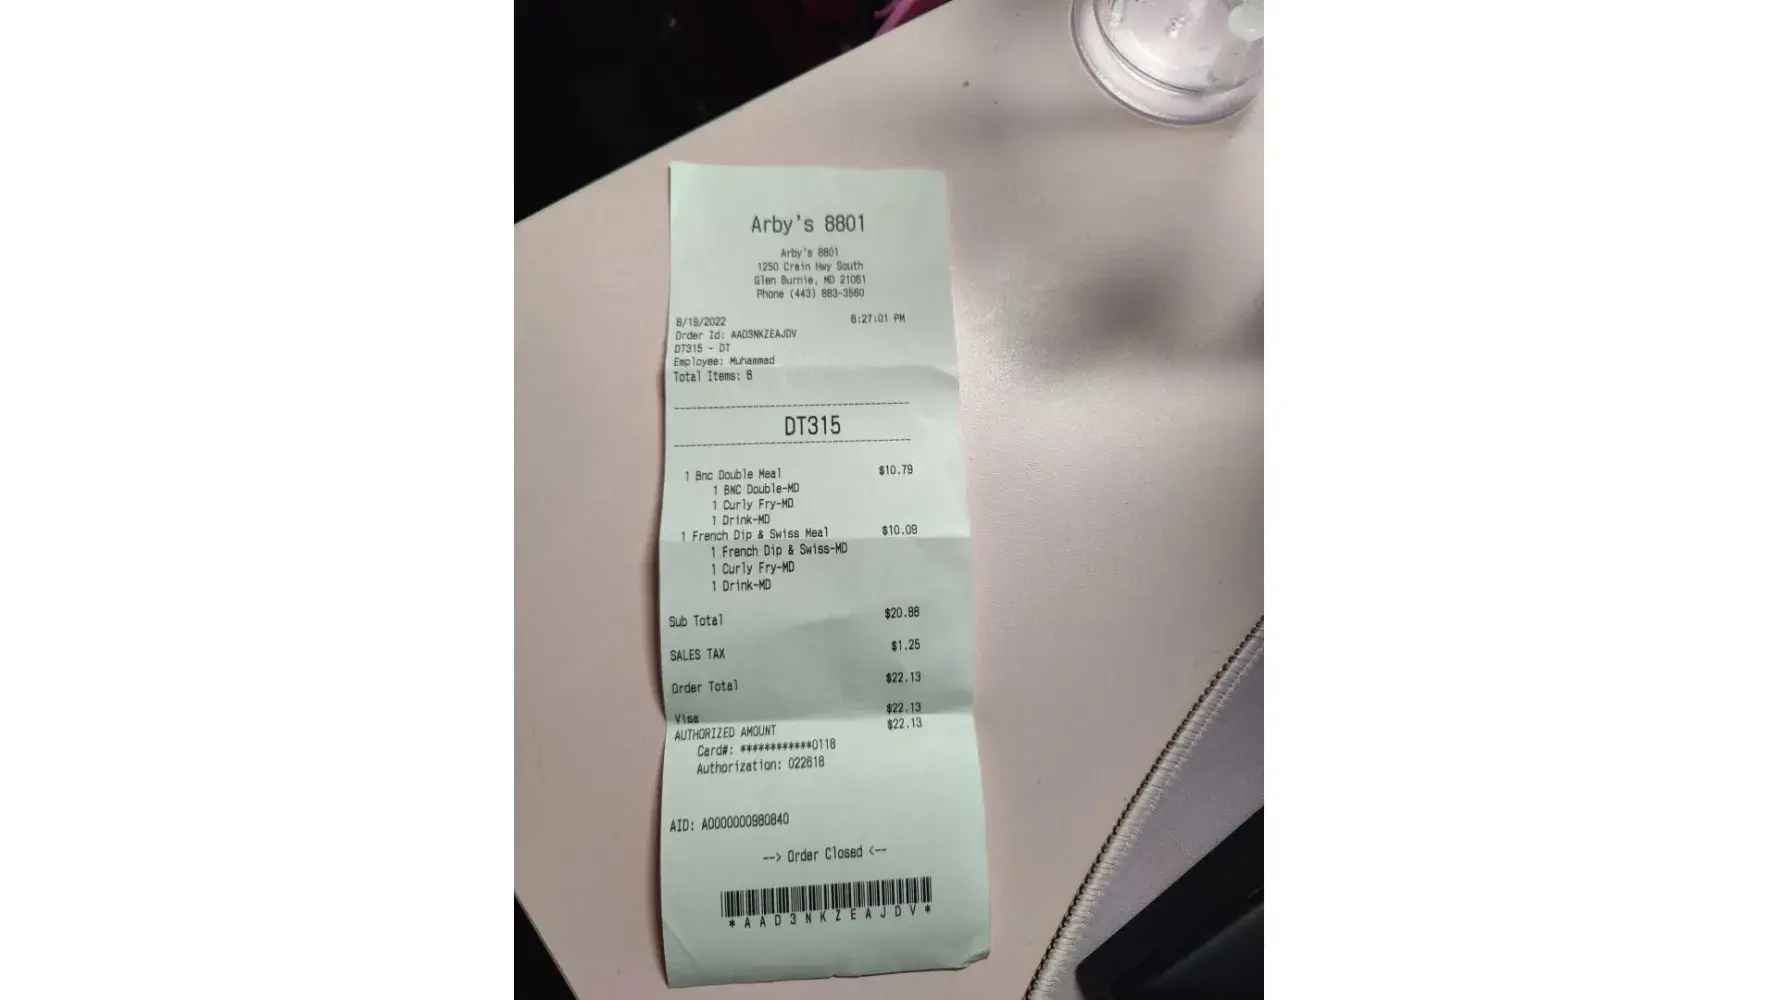 Arby's 8801
Arby's 8801
1250 Crain Hwy South
Glen Burnie, MD 21061
Phone (443) 883-3560
8/19/2022 6:27:01 PM
Order Id: AAD3NKZEAJDV
DT315 - DT
Employee: Muhammad
Total Items: 8
DT315
1 Bnc Double Meal $10.79
1 BNC Double-MD
1 Curly Fry-MD
1 Drink-MD
1 French Dip & Swiss Meal $10.09
1 French Dip & Swiss-MD
1 Curly Fry-MD
1 Drink-MD
Sub Total $20.88
SALES TAX $1.25
Order Total $22.13
Visa $22.13
AUTHORIZED AMOUNT $22.13
Card#: ************0118
Authorization: 022618
AID: A0000000980840
--> Order Closed <--
*AAD3NKZEAJDV*